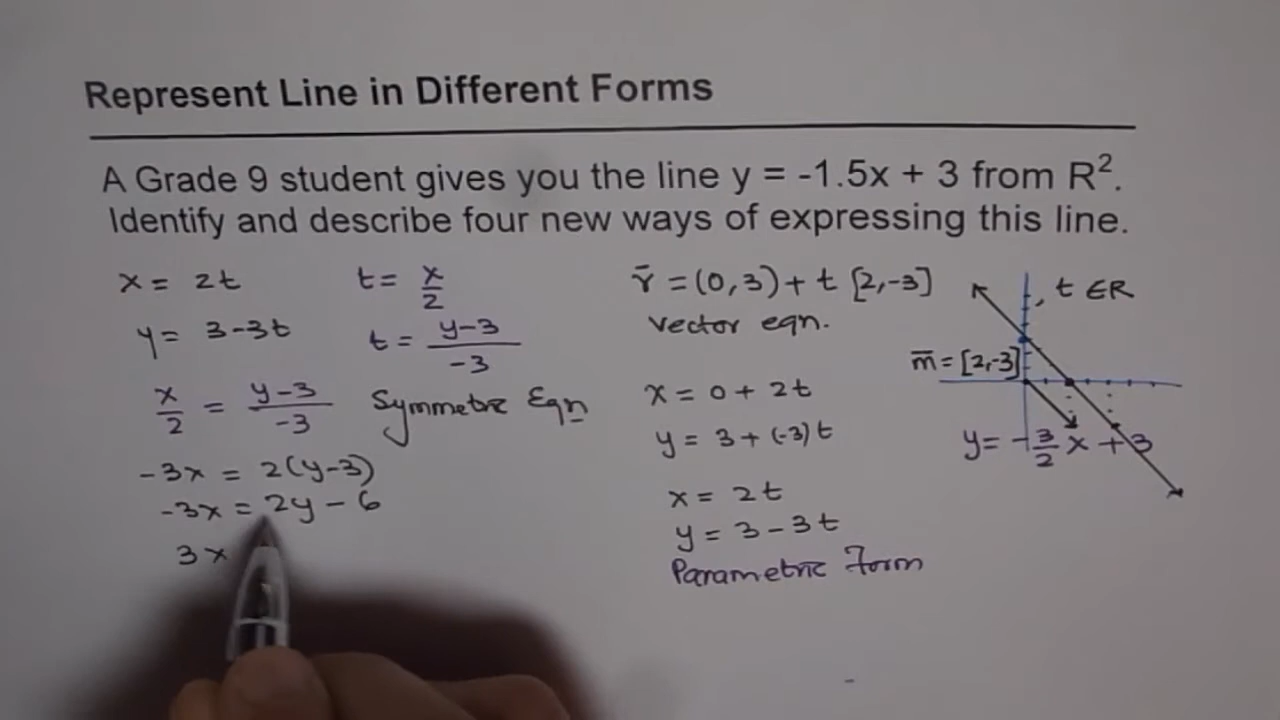 Represent Line in Different Forms
A Grade 9 student gives you the line y = -1.5x + 3 from R².
Identify and describe four new ways of expressing this line.
x = 2t
y = 3-3t
t = x/2
t = y-3/-3
x/2 = y-3/-3 Symmetric Eqn
-3x = 2(y-3)
-3x = 2y - 6
3x
r̄ = (0,3) + t [2,-3] , t ∈R
Vector eqn.
x = 0 + 2t
y = 3 + (-3)t
x = 2t
y = 3 - 3t
Parametric Form
m̄ = [2,-3]
y = -3/2 x + 3